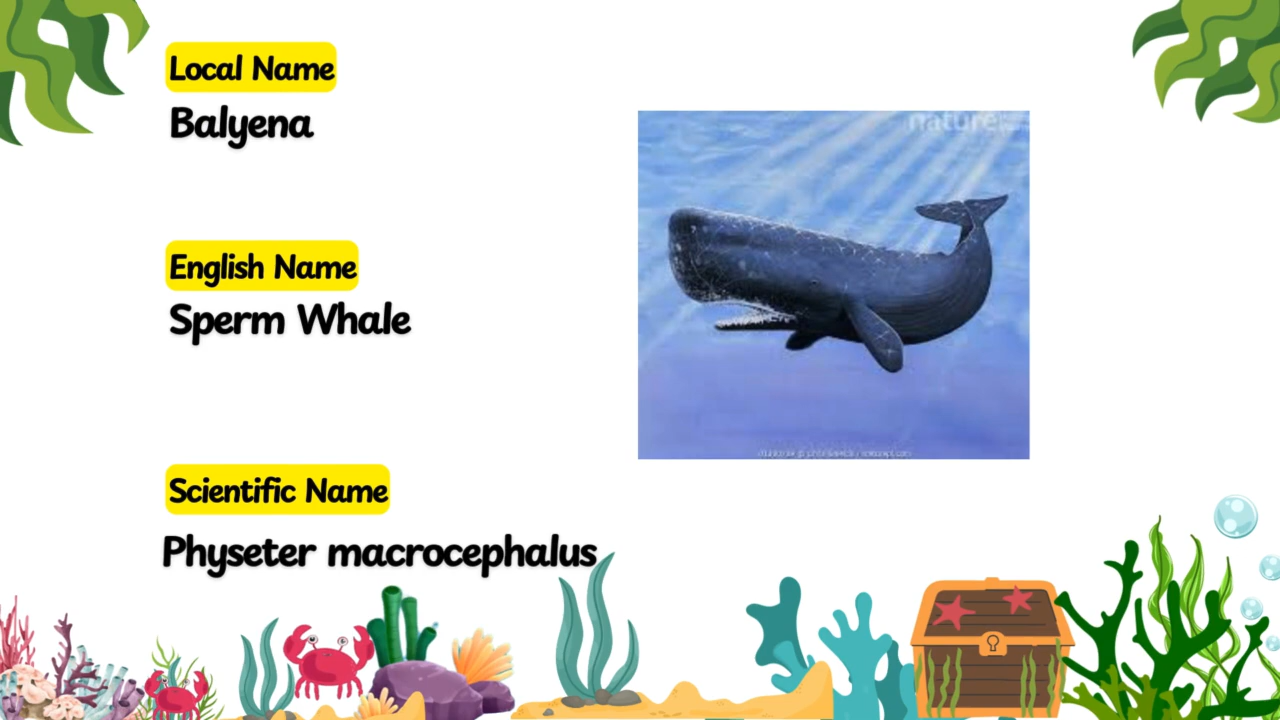 Local Name
Balyena
nature
English Name
Sperm Whale
Scientific Name
Physeter macrocephalus